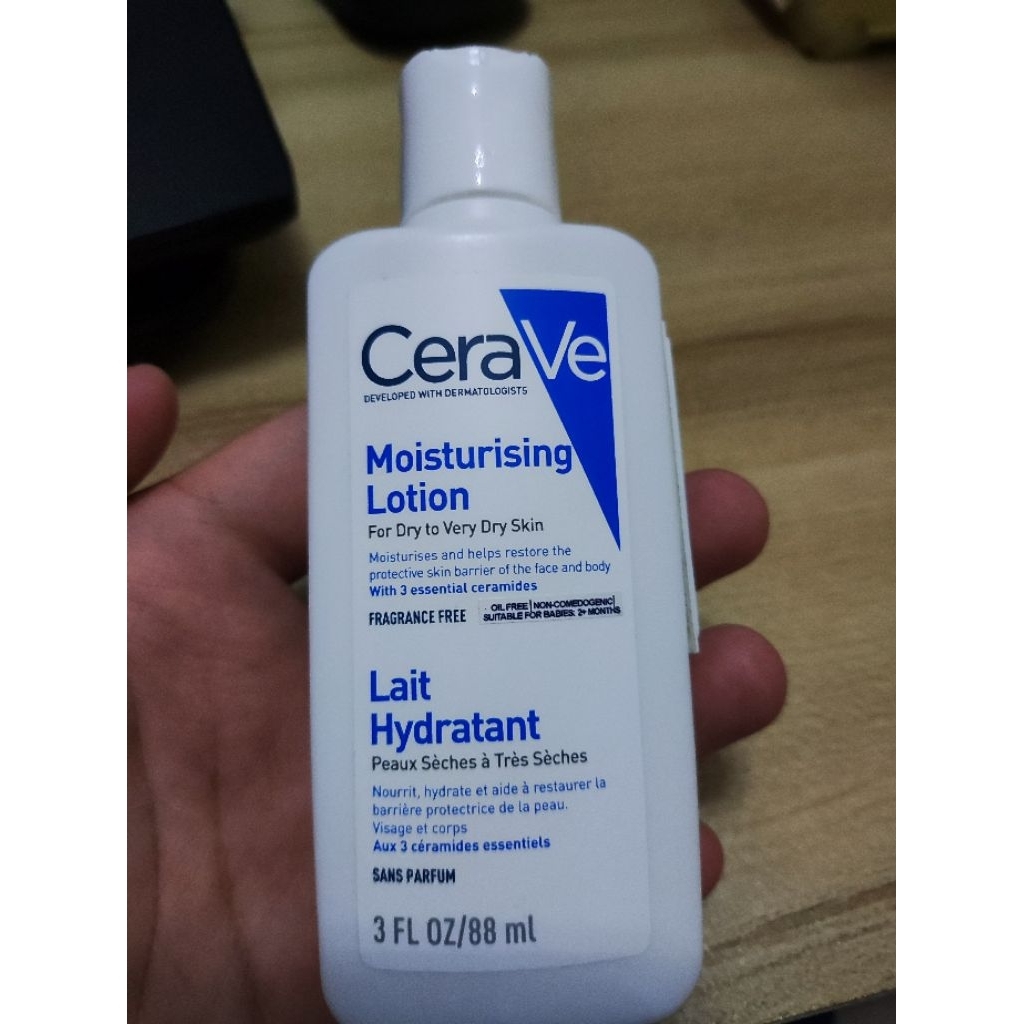 CeraVe
DEVELOPED WITH DERMATOLOGISTS
Moisturising
Lotion
For Dry to Very Dry Skin
Moisturises and helps restore the
protective skin barrier of the face and body
With 3 essential ceramides
FRAGRANCE FREE
OIL FREE | NON-COMEDOGENIC|
SUITABLE FOR BABIES: 2+ MONTHS
Lait
Hydratant
Peaux Sèches à Très Sèches
Nourrit, hydrate et aide à restaurer la
barrière protectrice de la peau.
Visage et corps
Aux 3 céramides essentiels
SANS PARFUM
3 FL OZ/88 ml